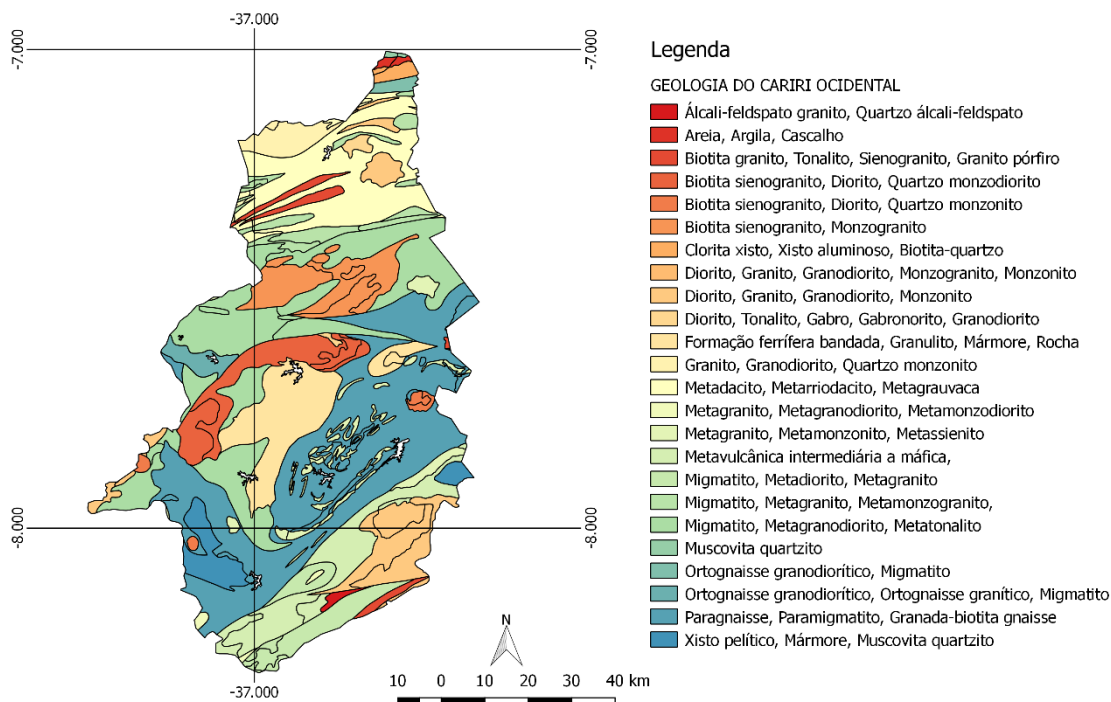 -37.000
-7.000
-7.000
Legenda
GEOLOGIA DO CARIRI OCIDENTAL
Álcali-feldspato granito, Quartzo álcali-feldspato
Areia, Argila, Cascalho
Biotita granito, Tonalito, Sienogranito, Granito pórfiro
Biotita sienogranito, Diorito, Quartzo monzodiorito
Biotita sienogranito, Diorito, Quartzo monzonito
Biotita sienogranito, Monzogranito
Clorita xisto, Xisto aluminoso, Biotita-quartzo
Diorito, Granito, Granodiorito, Monzogranito, Monzonito
Diorito, Granito, Granodiorito, Monzonito
Diorito, Tonalito, Gabro, Gabronorito, Granodiorito
Formação ferrífera bandada, Granulito, Mármore, Rocha
Granito, Granodiorito, Quartzo monzonito
Metadacito, Metarriodacito, Metagrauvaca
Metagranito, Metagranodiorito, Metamonzodiorito
Metagranito, Metamonzonito, Metassienito
Metavulcânica intermediária a máfica,
Migmatito, Metadiorito, Metagranito
Migmatito, Metagranito, Metamonzogranito,
Migmatito, Metagranodiorito, Metatonalito
Muscovita quartzito
Ortognaisse granodiorítico, Migmatito
Ortognaisse granodiorítico, Ortognaisse granítico, Migmatito
Paragnaisse, Paramigmatito, Granada-biotita gnaisse
Xisto pelítico, Mármore, Muscovita quartzito
-8.000
-8.000
N
-37.000
10 0 10 20 30 40 km